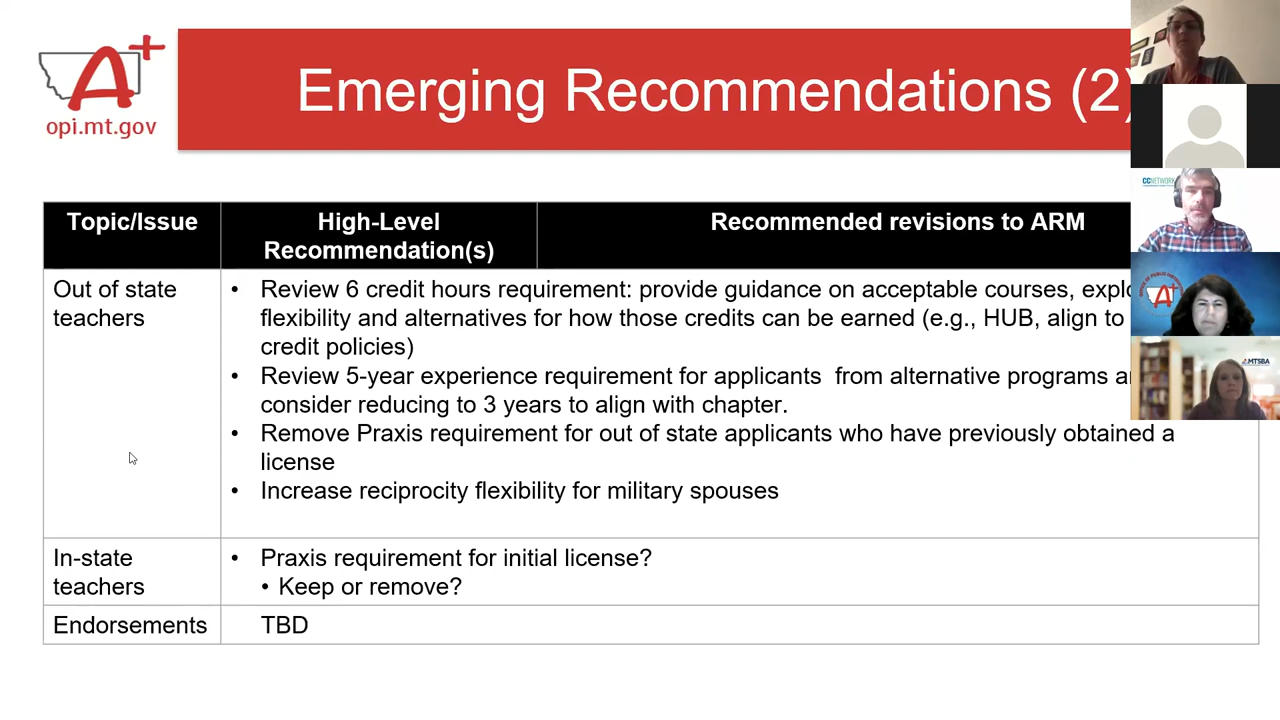 A+
opi.mt.gov
Emerging Recommendations (2)
Topic/Issue
High-Level
Recommendation(s)
Recommended revisions to ARM
Out of state
teachers
• Review 6 credit hours requirement: provide guidance on acceptable courses,
flexibility and alternatives for how those credits can be earned (e.g., HUB, align to
credit policies)
• Review 5-year experience requirement for applicants from alternative programs
consider reducing to 3 years to align with chapter.
• Remove Praxis requirement for out of state applicants who have previously obtained a
license
• Increase reciprocity flexibility for military spouses
In-state
teachers
• Praxis requirement for initial license?
• Keep or remove?
Endorsements
TBD
CCNETWORK
A+
MTSBA